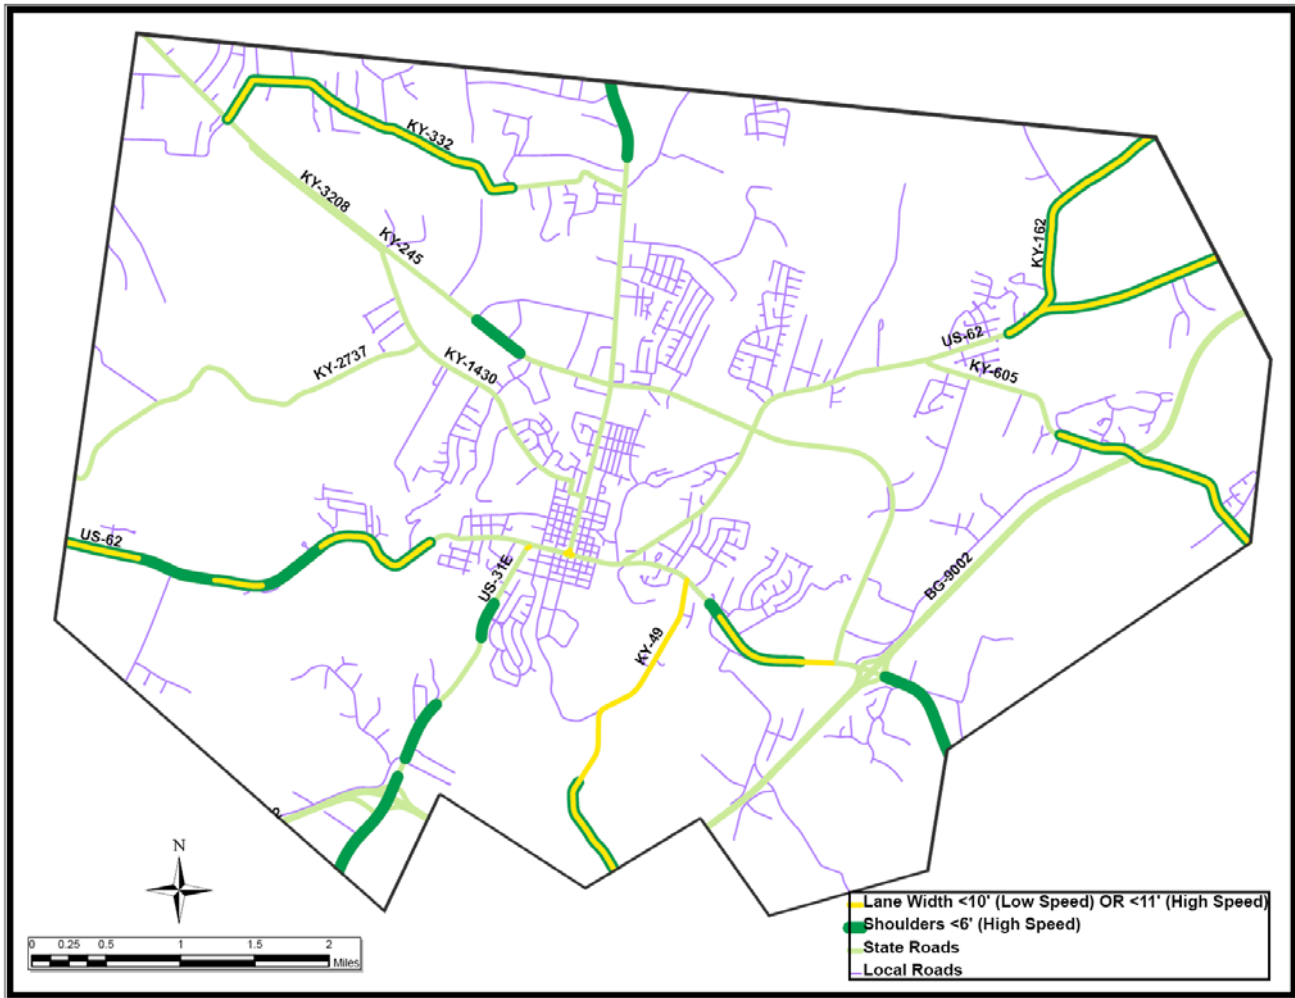 KY-332
KY-3208
KY-245
KY-162
US-62
KY-605
KY-2737
KY-1430
US-62
US-31E
BG-9002
KY-49
N
0 0.25 0.5 1 1.5 2
Miles
Lane Width <10' (Low Speed) OR <11' (High Speed)
Shoulders <6' (High Speed)
State Roads
Local Roads